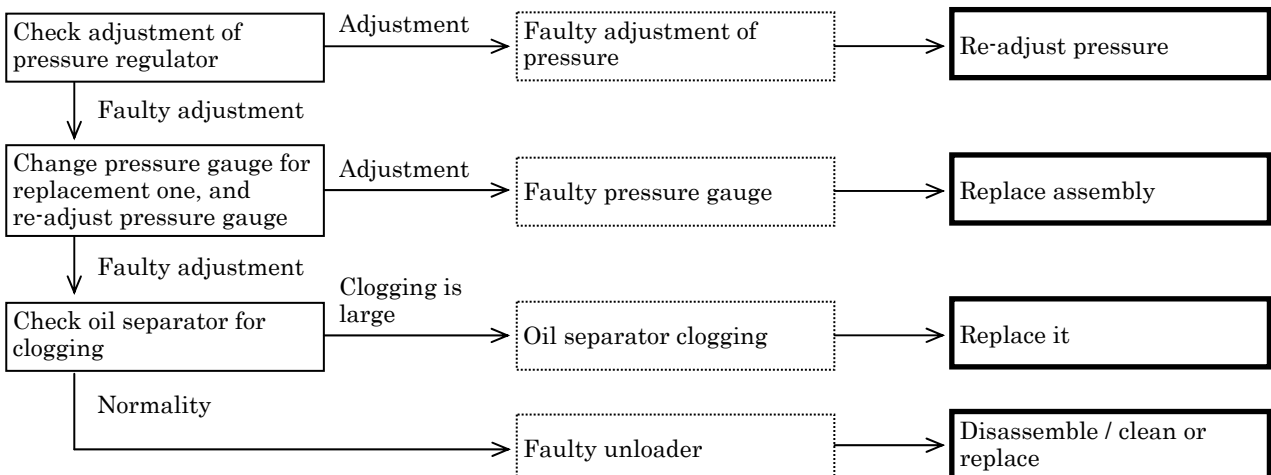 Check adjustment of
pressure regulator
Adjustment
Faulty adjustment of
pressure
Re-adjust pressure
Faulty adjustment
Change pressure gauge for
replacement one, and
re-adjust pressure gauge
Adjustment
Faulty pressure gauge
Replace assembly
Faulty adjustment
Check oil separator for
clogging
Clogging is
large
Oil separator clogging
Replace it
Normality
Faulty unloader
Disassemble / clean or
replace